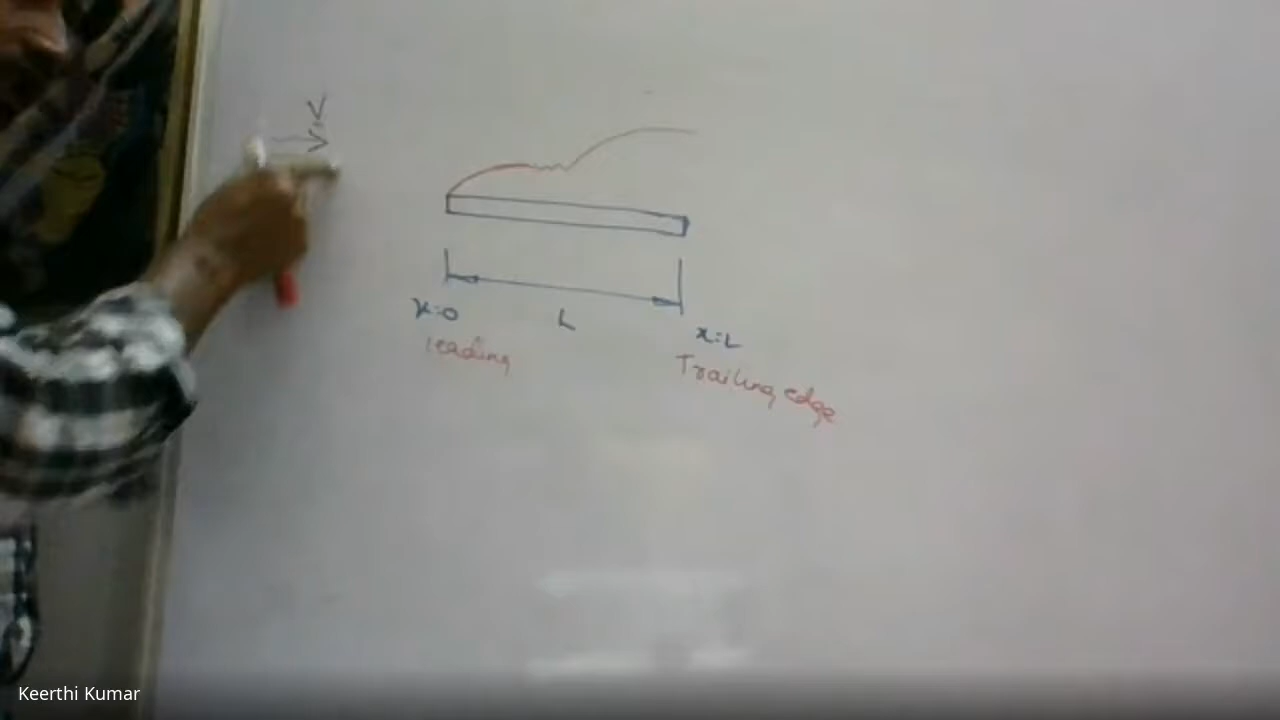 x=0
L
x=L
leading
Trailing edge
Keerthi Kumar